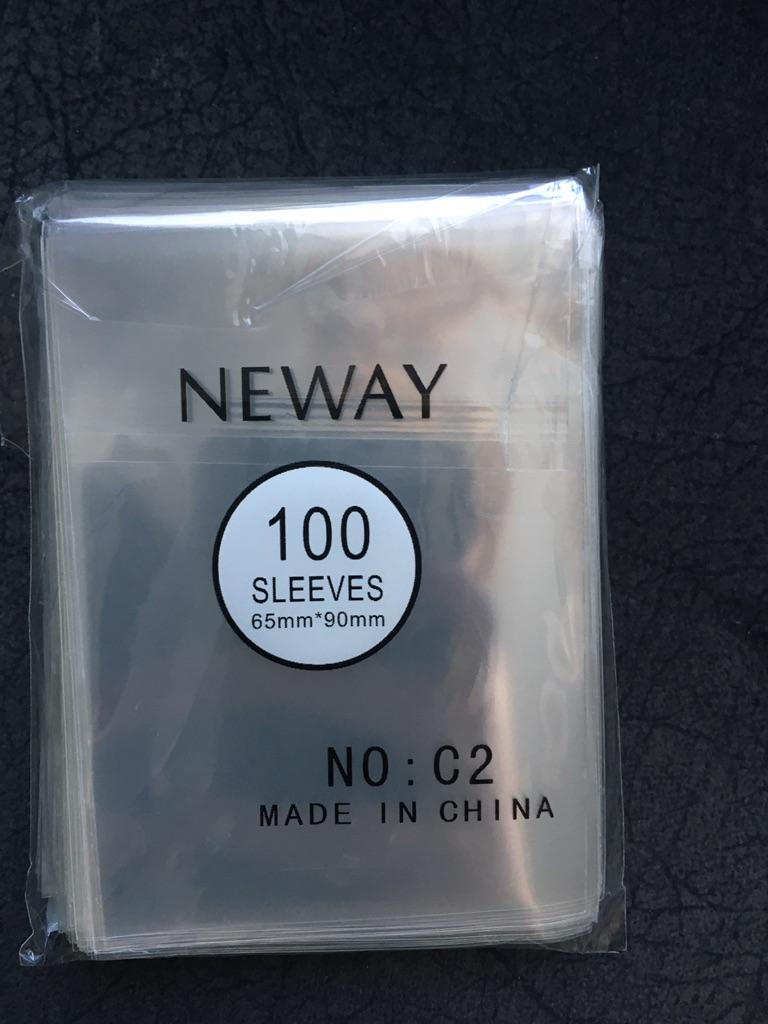 NEWAY
100
SLEEVES
65mm*90mm
NO:C2
MADE IN CHINA